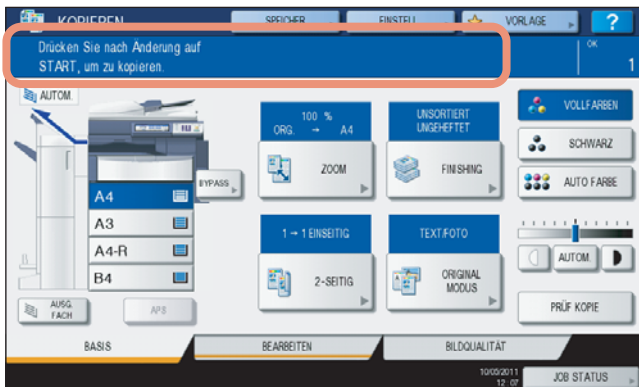 KOPIEREN
SPEICHER
EINSTELL
VORLAGE
?
Drücken Sie nach Änderung auf
START, um zu kopieren.
OK
1
AUTOM.
100 %
ORG. → A4
ZOOM
UNSORTIERT
UNGEHEFTET
FINISHING
VOLLFARBEN
SCHWARZ
AUTO FARBE
BYPASS
A4
A3
A4-R
B4
1 → 1 EINSEITIG
2-SEITIG
TEXT/FOTO
ORIGINAL
MODUS
AUTOM.
AUSG.
FACH
APS
PRÜF KOPIE
BASIS
BEARBEITEN
BILDQUALITÄT
10/05/2011
12 07
JOB STATUS